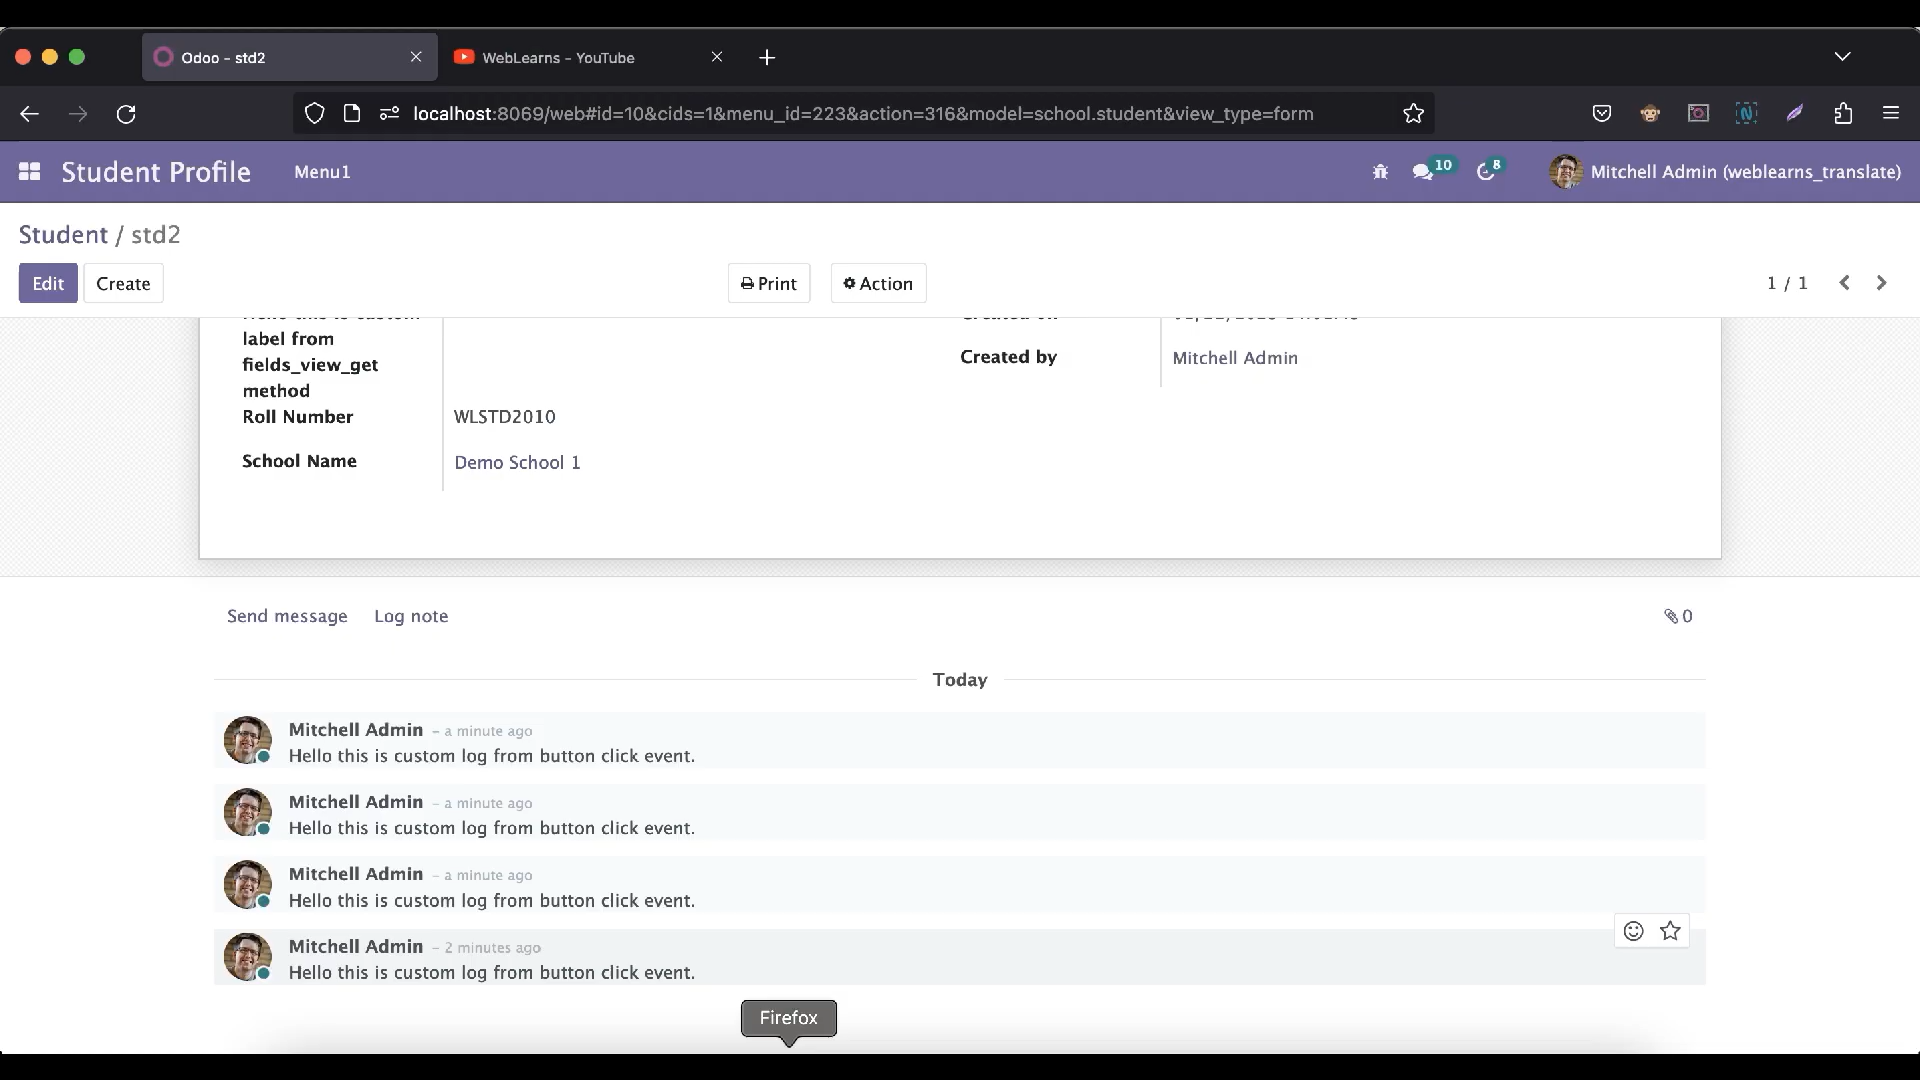 Odoo - std2
WebLearns - YouTube
localhost:8069/web#id=10&cids=1&menu_id=223&action=316&model=school.student&view_type=form
Student Profile
Menu1
10
8
Mitchell Admin (weblearns_translate)
Student / std2
Edit
Create
Print
Action
1 / 1
label from
fields_view_get
method
Created by
Mitchell Admin
Roll Number
WLSTD2010
School Name
Demo School 1
Send message
Log note
0
Today
Mitchell Admin - a minute ago
Hello this is custom log from button click event.
Mitchell Admin - a minute ago
Hello this is custom log from button click event.
Mitchell Admin - a minute ago
Hello this is custom log from button click event.
Mitchell Admin - 2 minutes ago
Hello this is custom log from button click event.
Firefox